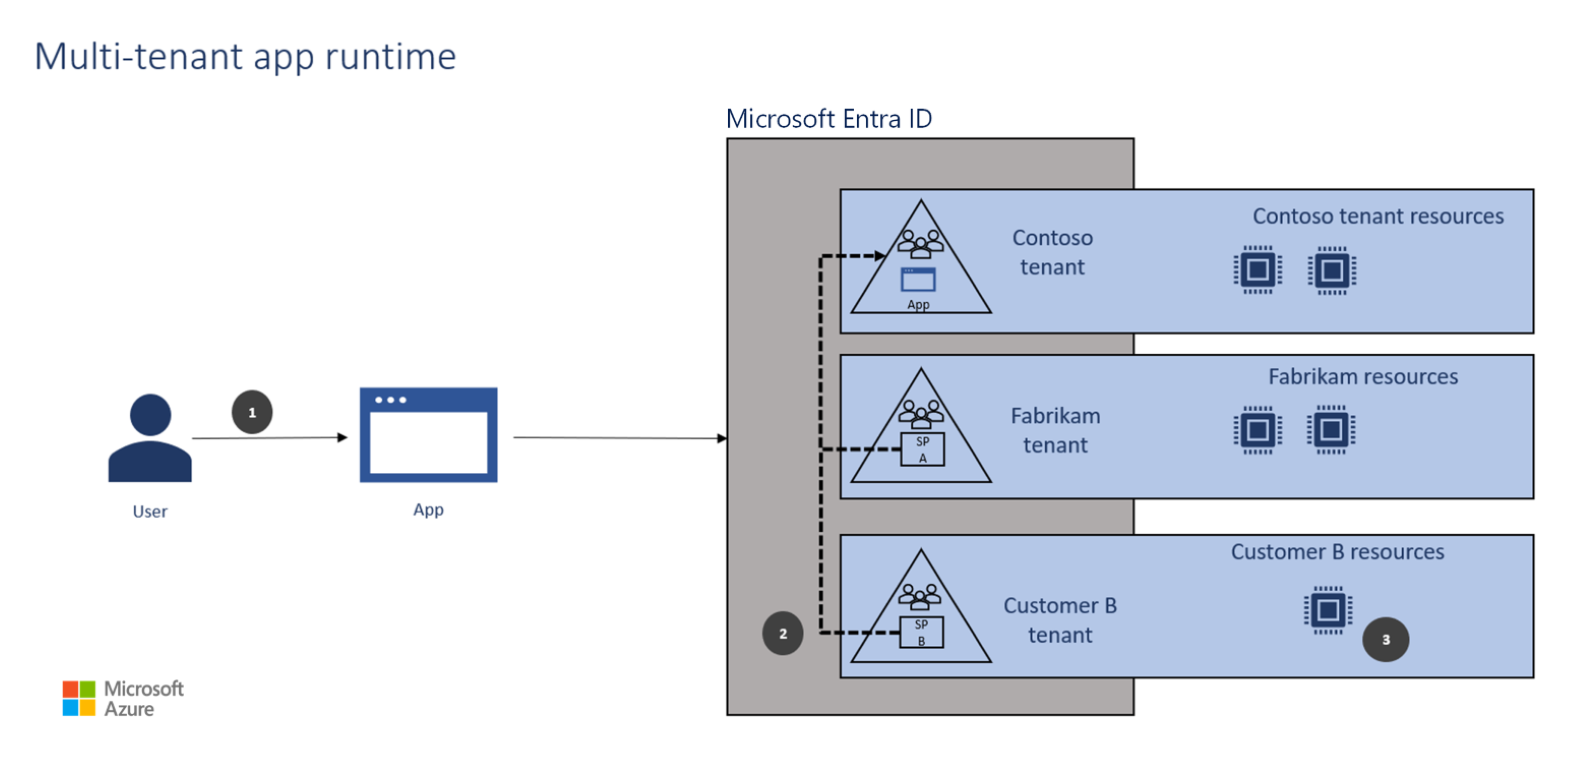 Multi-tenant app runtime
Microsoft Entra ID
Contoso
tenant
Contoso tenant resources
App
Fabrikam
tenant
Fabrikam resources
SP
A
1
User
App
Customer B
tenant
Customer B resources
SP
B
2
3
Microsoft
Azure